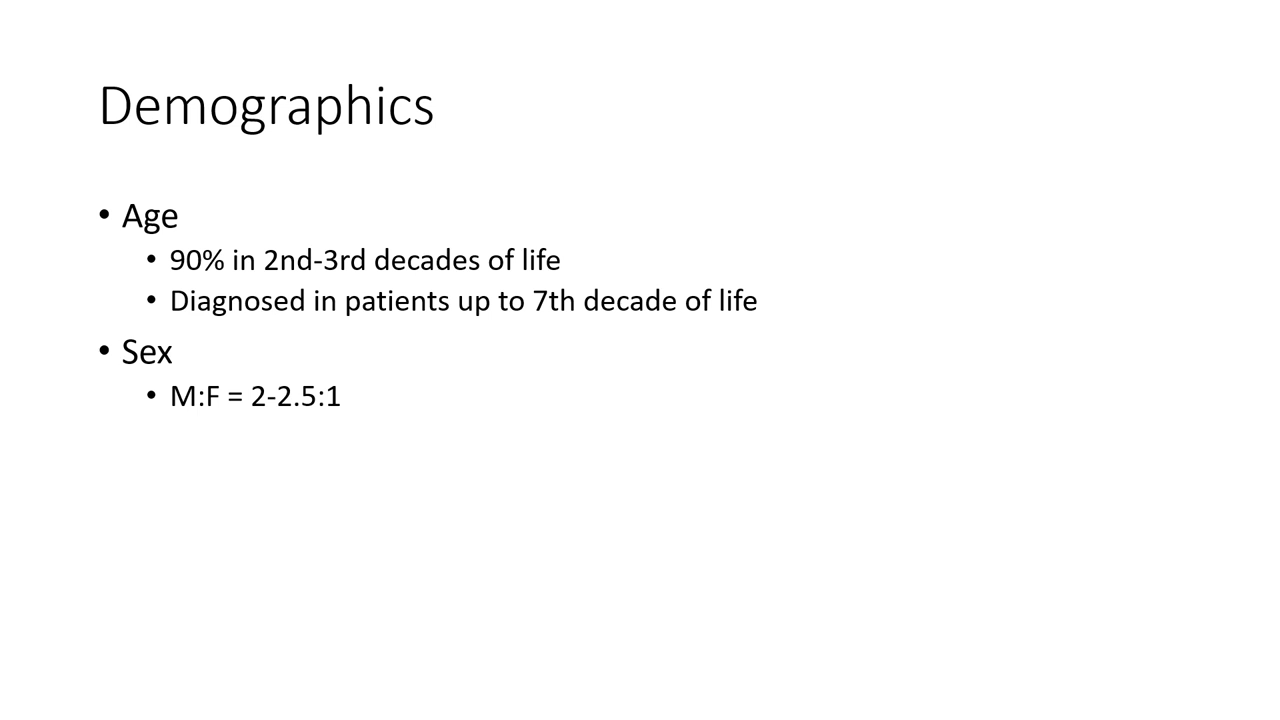 Demographics
• Age
• 90% in 2nd-3rd decades of life
• Diagnosed in patients up to 7th decade of life
• Sex
• M:F = 2-2.5:1